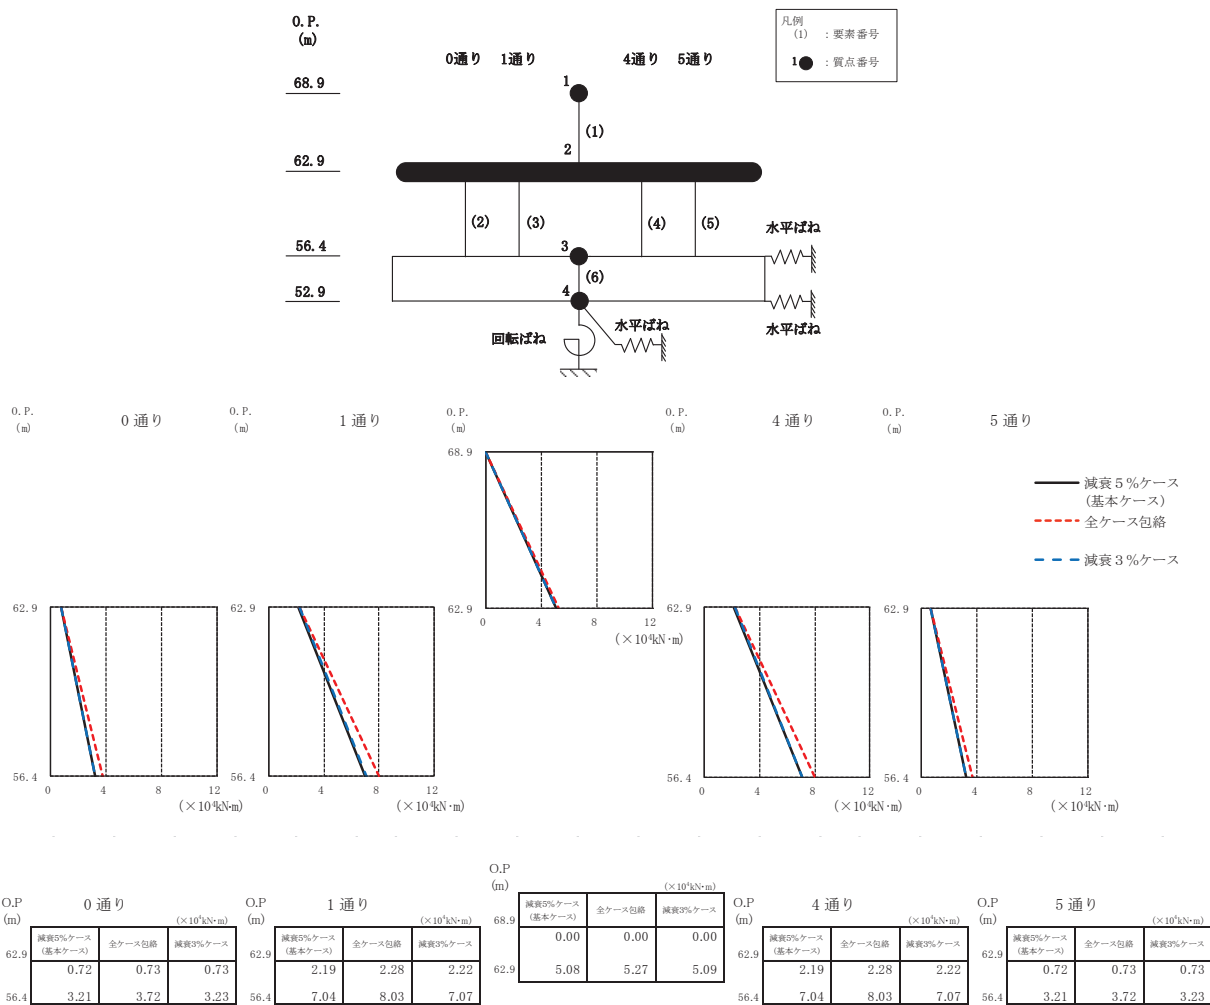 O.P.
(m)
凡例
(1) ：要素番号
1 ：質点番号
0通り 1通り 4通り 5通り
68.9
1
(1)
62.9
2
(2) (3) (4) (5)
水平ばね
56.4
3
(6)
52.9
4
水平ばね
水平ばね
回転ばね
O.P.
(m)
0 通り
O.P.
(m)
1 通り
O.P.
(m)
O.P.
(m)
4 通り
O.P.
(m)
5 通り
68.9
62.9
0 4 8 12
(×10⁴kN·m)
減衰５%ケース
(基本ケース)
全ケース包絡
減衰３%ケース
62.9
56.4
0 4 8 12
(×10⁴kN·m)
62.9
56.4
0 4 8 12
(×10⁴kN·m)
62.9
56.4
0 4 8 12
(×10⁴kN·m)
62.9
56.4
0 4 8 12
(×10⁴kN·m)
O.P
(m)
0 通り
(×10⁴kN·m)
減衰5%ケース
(基本ケース) 全ケース包絡 減衰3%ケース
62.9
0.72 0.73 0.73
56.4 3.21 3.72 3.23
O.P
(m)
1 通り
(×10⁴kN·m)
減衰5%ケース
(基本ケース) 全ケース包絡 減衰3%ケース
62.9
2.19 2.28 2.22
56.4 7.04 8.03 7.07
O.P
(m)
(×10⁴kN·m)
減衰5%ケース
(基本ケース) 全ケース包絡 減衰3%ケース
68.9
0.00 0.00 0.00
62.9 5.08 5.27 5.09
O.P
(m)
4 通り
(×10⁴kN·m)
減衰5%ケース
(基本ケース) 全ケース包絡 減衰3%ケース
62.9
2.19 2.28 2.22
56.4 7.04 8.03 7.07
O.P
(m)
5 通り
(×10⁴kN·m)
減衰5%ケース
(基本ケース) 全ケース包絡 減衰3%ケース
62.9
0.72 0.73 0.73
56.4 3.21 3.72 3.23